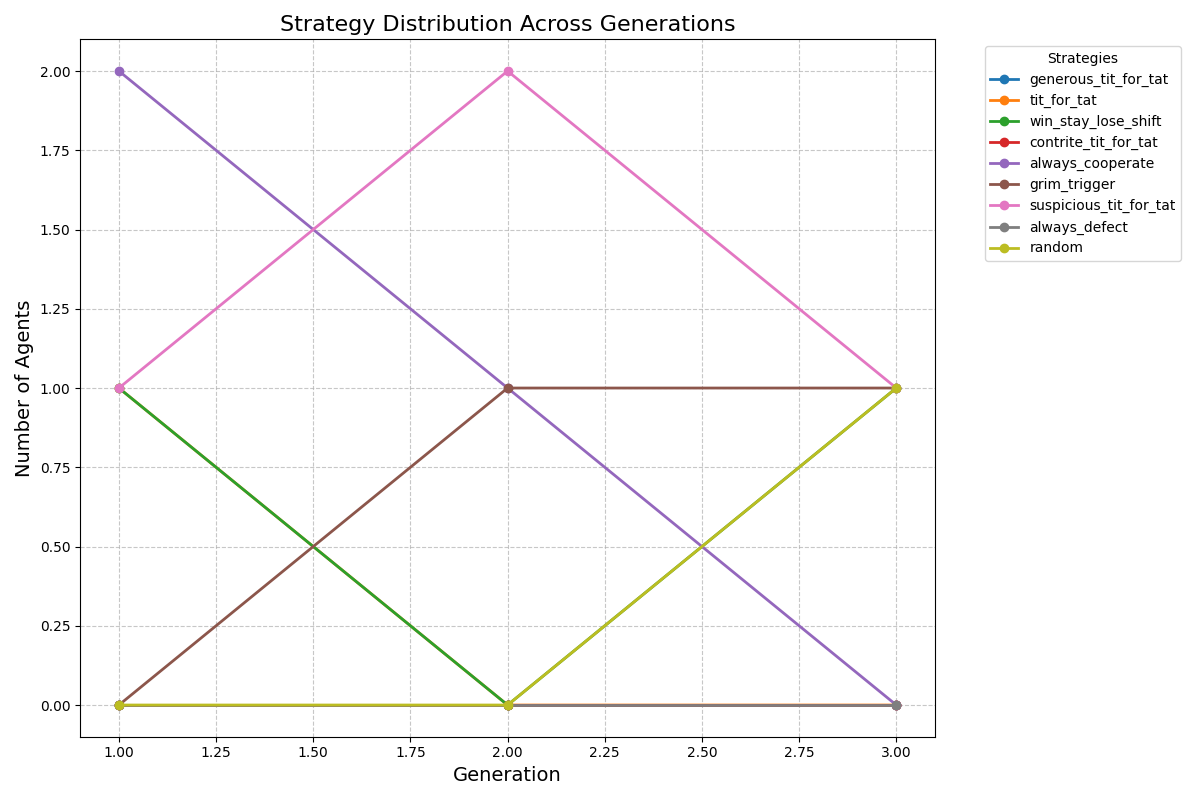 Strategy Distribution Across Generations
Number of Agents
2.00
1.75
1.50
1.25
1.00
0.75
0.50
0.25
0.00
1.00 1.25 1.50 1.75 2.00 2.25 2.50 2.75 3.00
Generation
Strategies
generous_tit_for_tat
tit_for_tat
win_stay_lose_shift
contrite_tit_for_tat
always_cooperate
grim_trigger
suspicious_tit_for_tat
always_defect
random